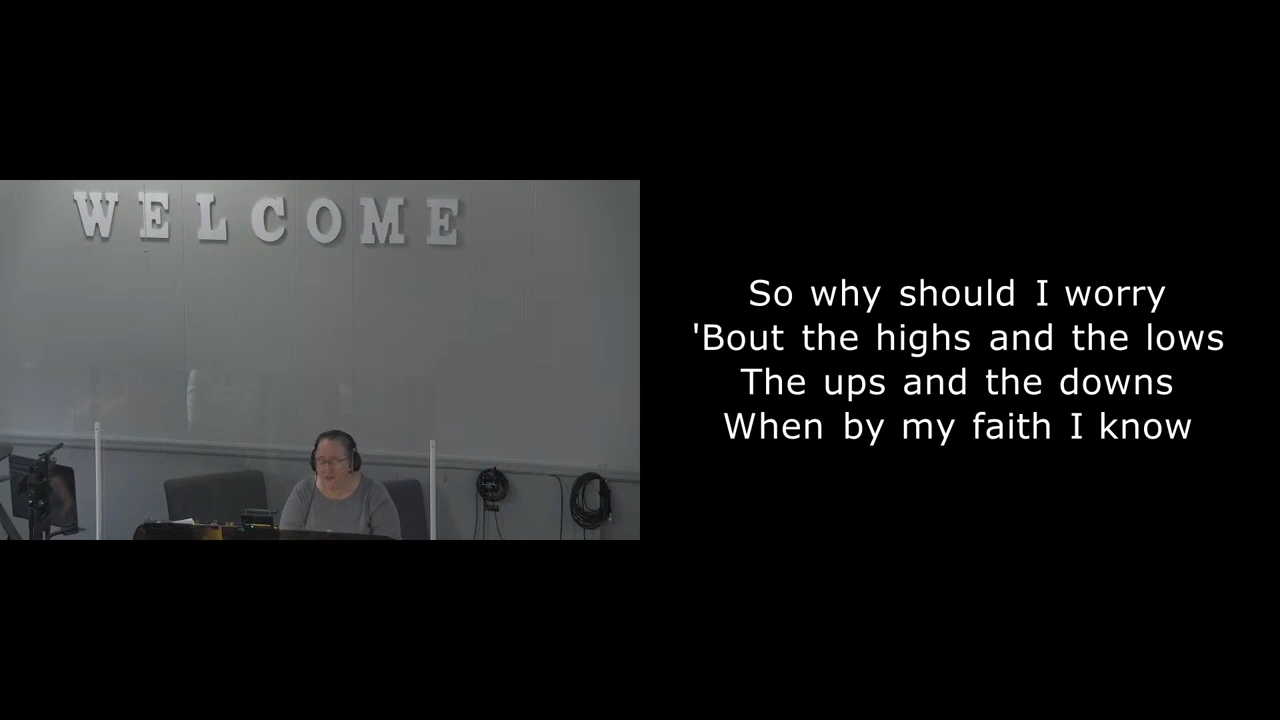 WELCOME
So why should I worry
'Bout the highs and the lows
The ups and the downs
When by my faith I know